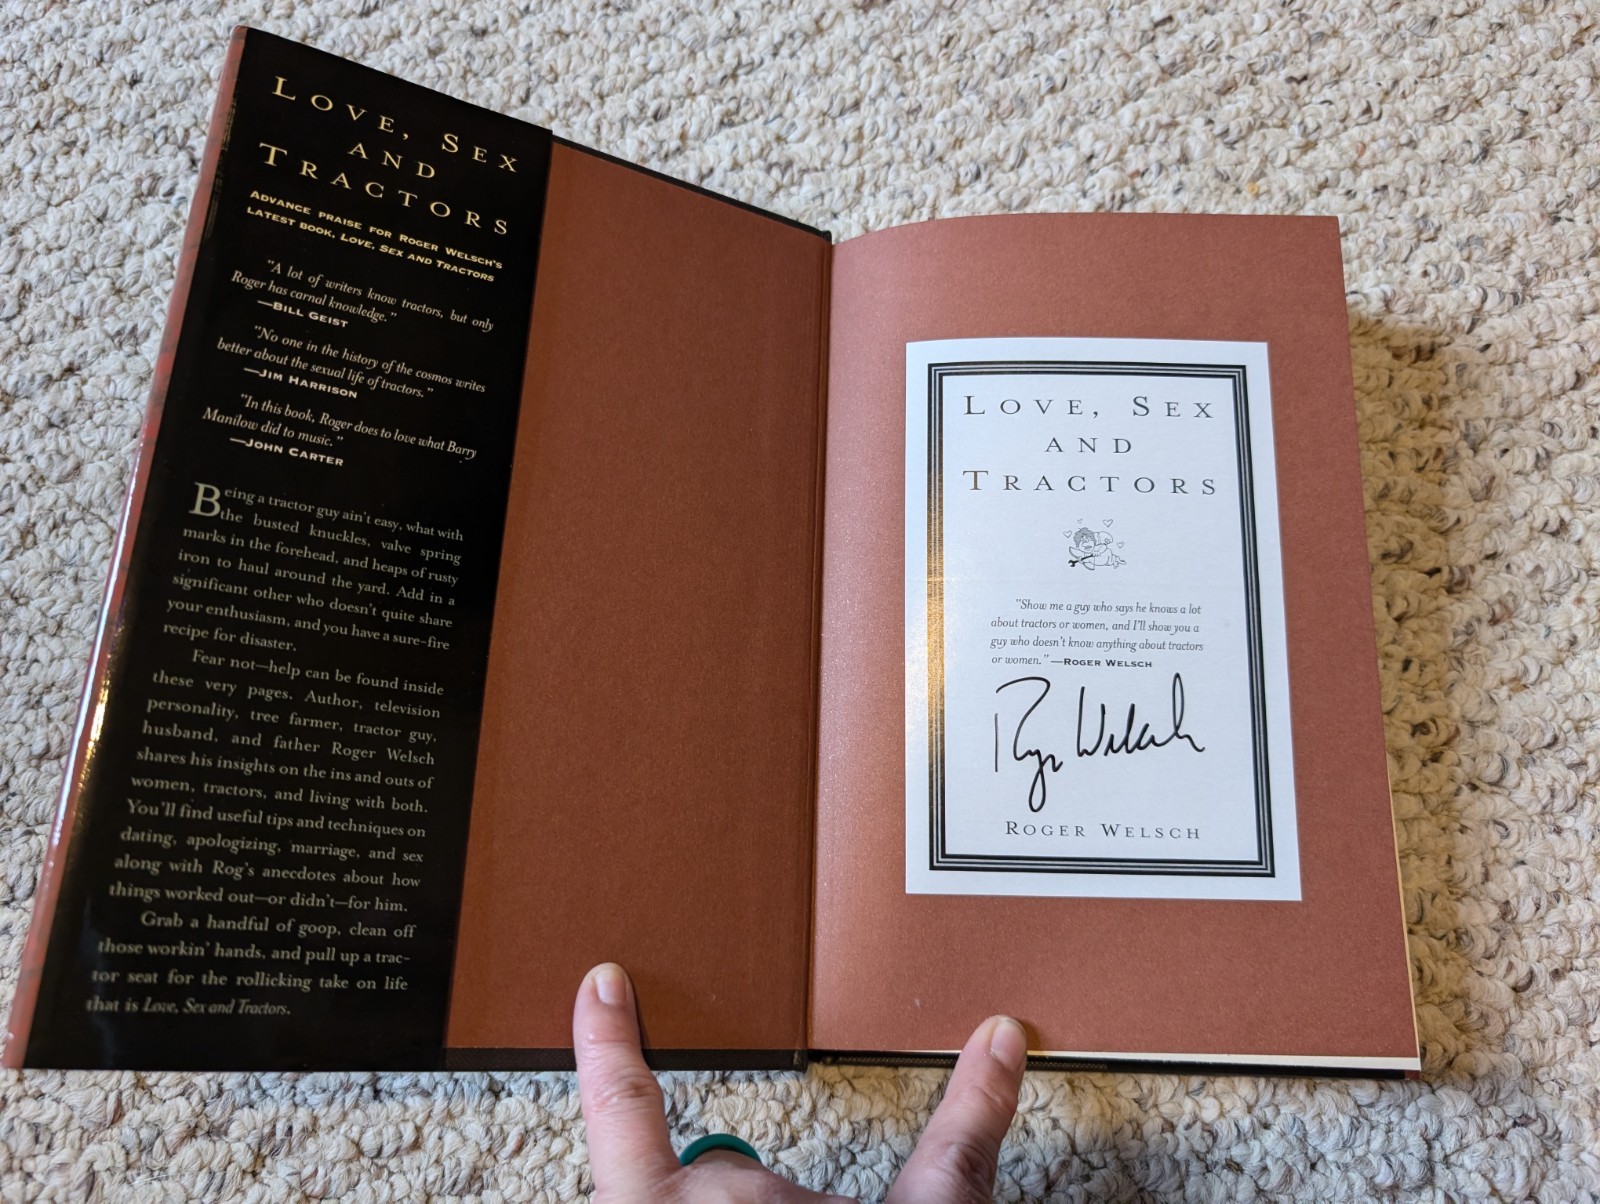 LOVE, SEX
AND
TRACTORS
ADVANCE PRAISE FOR ROGER WELSCH'S
LATEST BOOK, LOVE, SEX AND TRACTORS
"A lot of writers know tractors, but only
Roger has carnal knowledge."
—BILL GEIST
"No one in the history of the cosmos writes
better about the sexual life of tractors."
—JIM HARRISON
"In this book, Roger does to love what Barry
Manilow did to music."
—JOHN CARTER
Being a tractor guy ain't easy, what with
the busted knuckles, valve spring
marks in the forehead, and heaps of rusty
iron to haul around the yard. Add in a
significant other who doesn't quite share
your enthusiasm, and you have a sure-fire
recipe for disaster.
Fear not—help can be found inside
these very pages. Author, television
personality, tree farmer, tractor guy,
husband, and father Roger Welsch
shares his insights on the ins and outs of
women, tractors, and living with both.
You'll find useful tips and techniques on
dating, apologizing, marriage, and sex
along with Rog's anecdotes about how
things worked out—or didn't—for him.
Grab a handful of goop, clean off
those workin' hands, and pull up a trac-
tor seat for the rollicking take on life
that is Love, Sex and Tractors.
LOVE, SEX
AND
TRACTORS
"Show me a guy who says he knows a lot
about tractors or women, and I'll show you a
guy who doesn't know anything about tractors
or women." —ROGER WELSCH
Roger Welsch
ROGER WELSCH